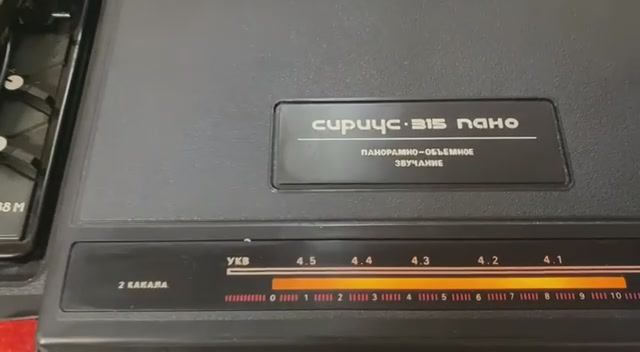 сириус·315 пано
ПАНОРАМНО-ОБЪЕМНОЕ
ЗВУЧАНИЕ
38 М
УКВ 4.5 4.4 4.3 4.2 4.1
2 КАНАЛА
0 1 2 3 4 5 6 7 8 9 10